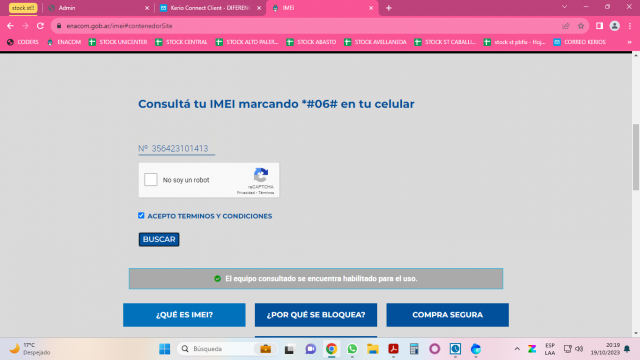 stock st!!
Admin
Kerio Connect Client - DIFEREN
IMEI
enacom.gob.ar/imei#contenedorSite
CODERS
ENACOM
STOCK UNICENTER
STOCK CENTRAL
STOCK ALTO PALER...
STOCK ABASTO
STOCK AVELLANEDA
STOCK ST CABALLI...
stock st pbfle - Hoj...
CORREO KERIOS
Consultá tu IMEI marcando *#06# en tu celular
Nº 356423101413
No soy un robot
reCAPTCHA
Privacidad - Términos
ACEPTO TERMINOS Y CONDICIONES
BUSCAR
El equipo consultado se encuentra habilitado para el uso.
¿QUÉ ES IMEI?
¿POR QUÉ SE BLOQUEA?
COMPRA SEGURA
17°C
Despejado
Búsqueda
ESP
LAA
20:19
19/10/2023